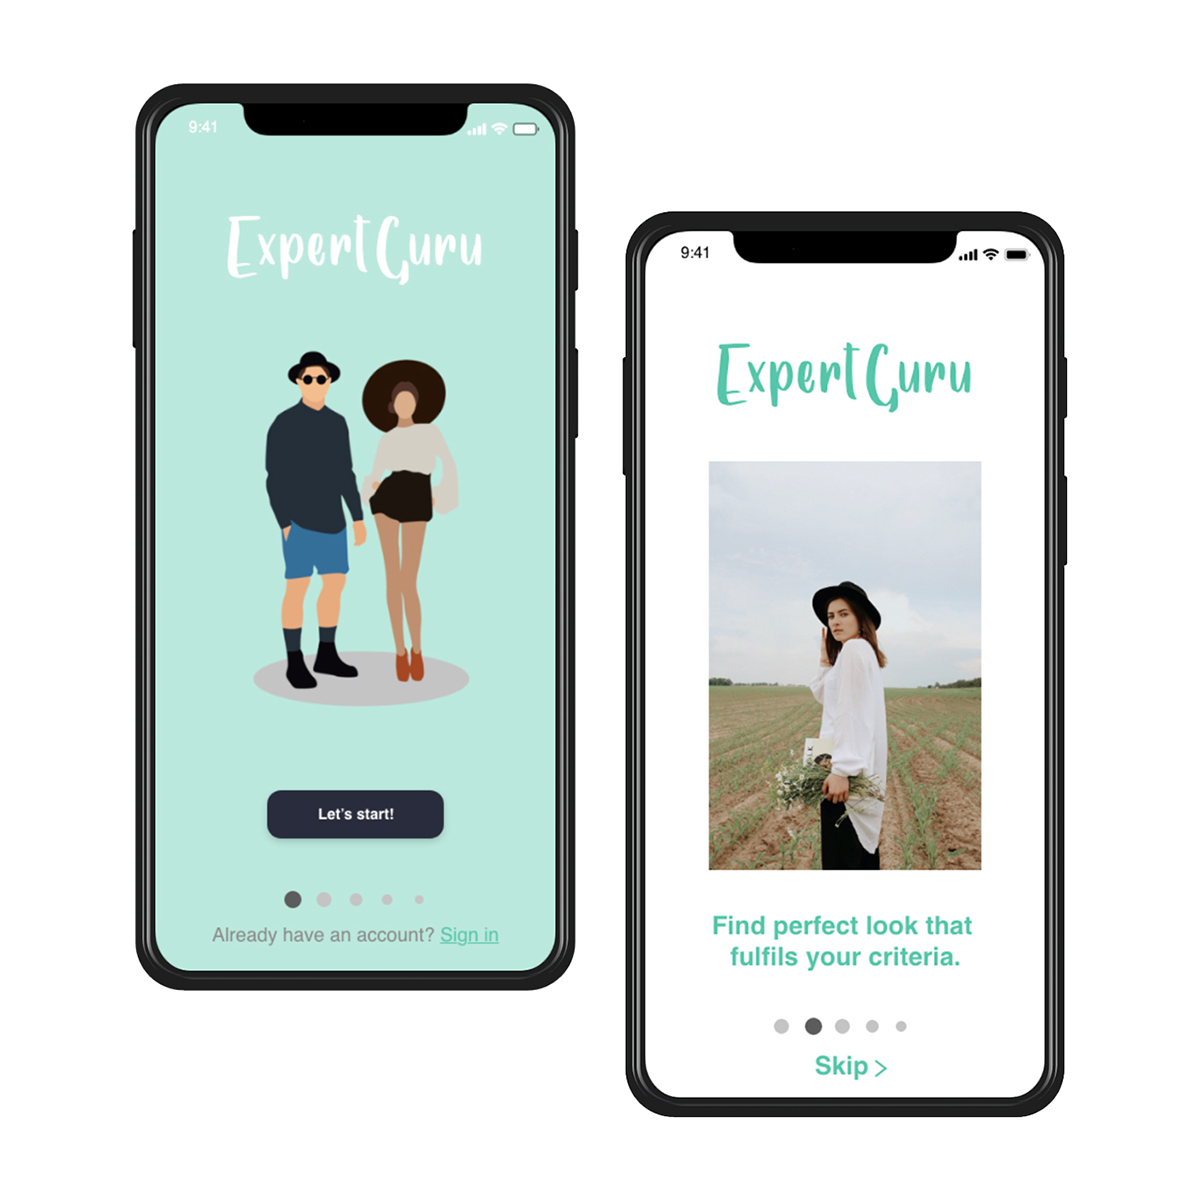 9:41
ExpertGuru
Let's start!
Already have an account? Sign in
9:41
ExpertGuru
Find perfect look that
fulfils your criteria.
Skip >